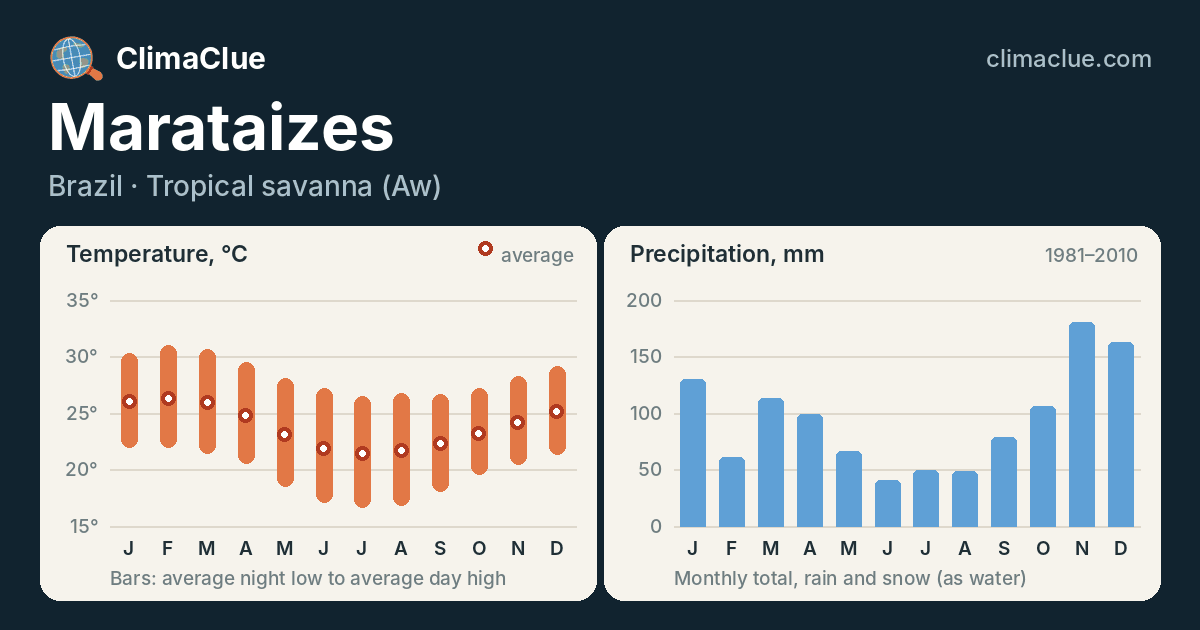 ClimaClue
climaclue.com
Marataizes
Brazil · Tropical savanna (Aw)
Temperature, °C
average
35°
30°
25°
20°
15°
J F M A M J J A S O N D
Bars: average night low to average day high
Precipitation, mm
1981–2010
200
150
100
50
0
J F M A M J J A S O N D
Monthly total, rain and snow (as water)